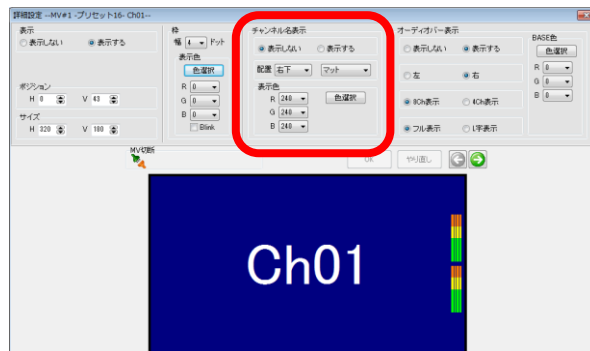 詳細設定 --MV#1 -プリセット16- Ch01--
表示
表示しない 表示する
ポジション
H 0 V 43
サイズ
H 320 V 180
枠
幅 4 ドット
表示色
色選択
R 0
G 0
B 0
Blink
チャンネル名表示
表示しない 表示する
配置 右下 マット
表示色
R 240 色選択
G 240
B 240
オーディオバー表示
表示しない 表示する
左 右
8Ch表示 4Ch表示
フル表示 L字表示
BASE色
色選択
R 0
G 0
B 0
MV切断
OK やり直し
Ch01